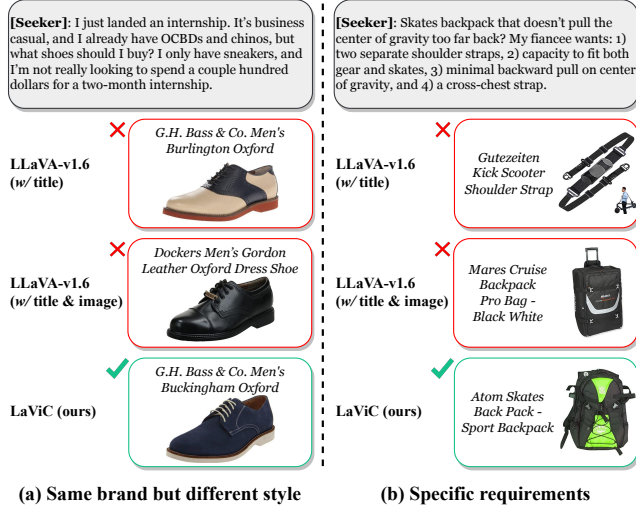 [Seeker]: I just landed an internship. It's business
casual, and I already have OCBDs and chinos, but
what shoes should I buy? I only have sneakers, and
I'm not really looking to spend a couple hundred
dollars for a two-month internship.
LLaVA-v1.6
(w/ title)
G.H. Bass & Co. Men's
Burlington Oxford
LLaVA-v1.6
(w/ title & image)
Dockers Men's Gordon
Leather Oxford Dress Shoe
LaViC (ours)
G.H. Bass & Co. Men's
Buckingham Oxford
(a) Same brand but different style
[Seeker]: Skates backpack that doesn't pull the
center of gravity too far back? My fiancee wants: 1)
two separate shoulder straps, 2) capacity to fit both
gear and skates, 3) minimal backward pull on center
of gravity, and 4) a cross-chest strap.
LLaVA-v1.6
(w/ title)
Gutezeiten
Kick Scooter
Shoulder Strap
LLaVA-v1.6
(w/ title & image)
Mares Cruise
Backpack
Pro Bag -
Black White
LaViC (ours)
Atom Skates
Back Pack -
Sport Backpack
(b) Specific requirements